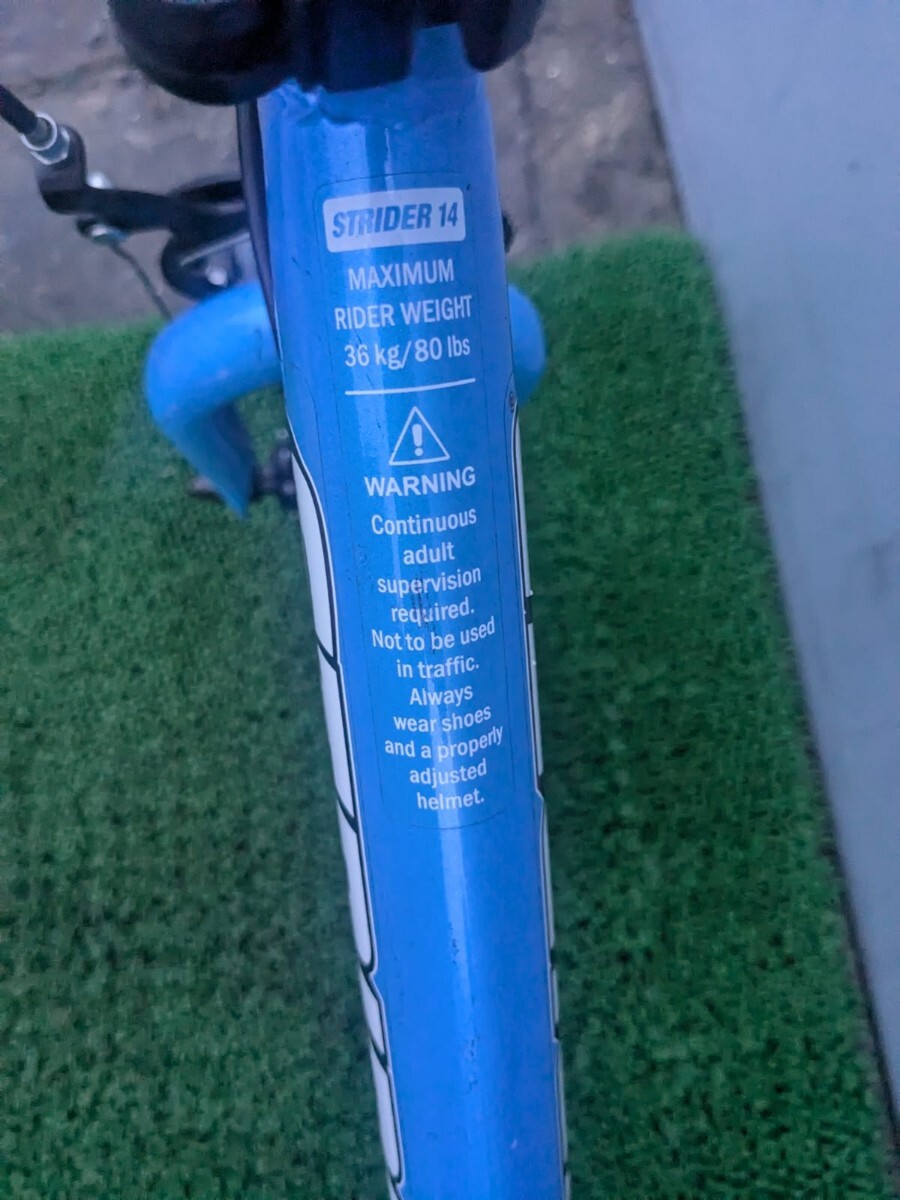 STRIDER 14
MAXIMUM
RIDER WEIGHT
36 kg/80 lbs
WARNING
Continuous
adult
supervision
required.
Not to be used
in traffic.
Always
wear shoes
and a properly
adjusted
helmet.